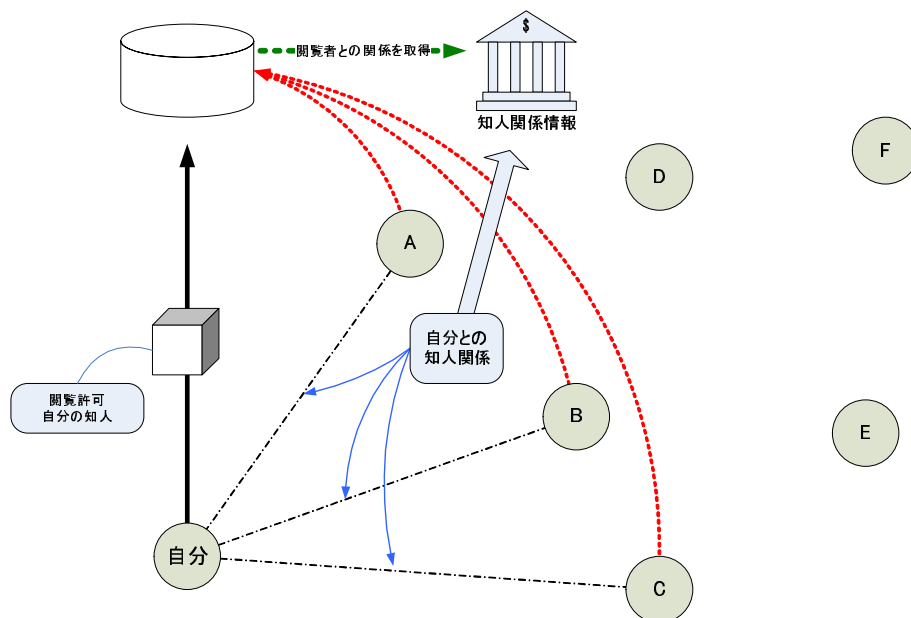 閲覧者との関係を取得
$
知人関係情報
D
F
A
自分との
知人関係
閲覧許可
自分の知人
B
E
自分
C